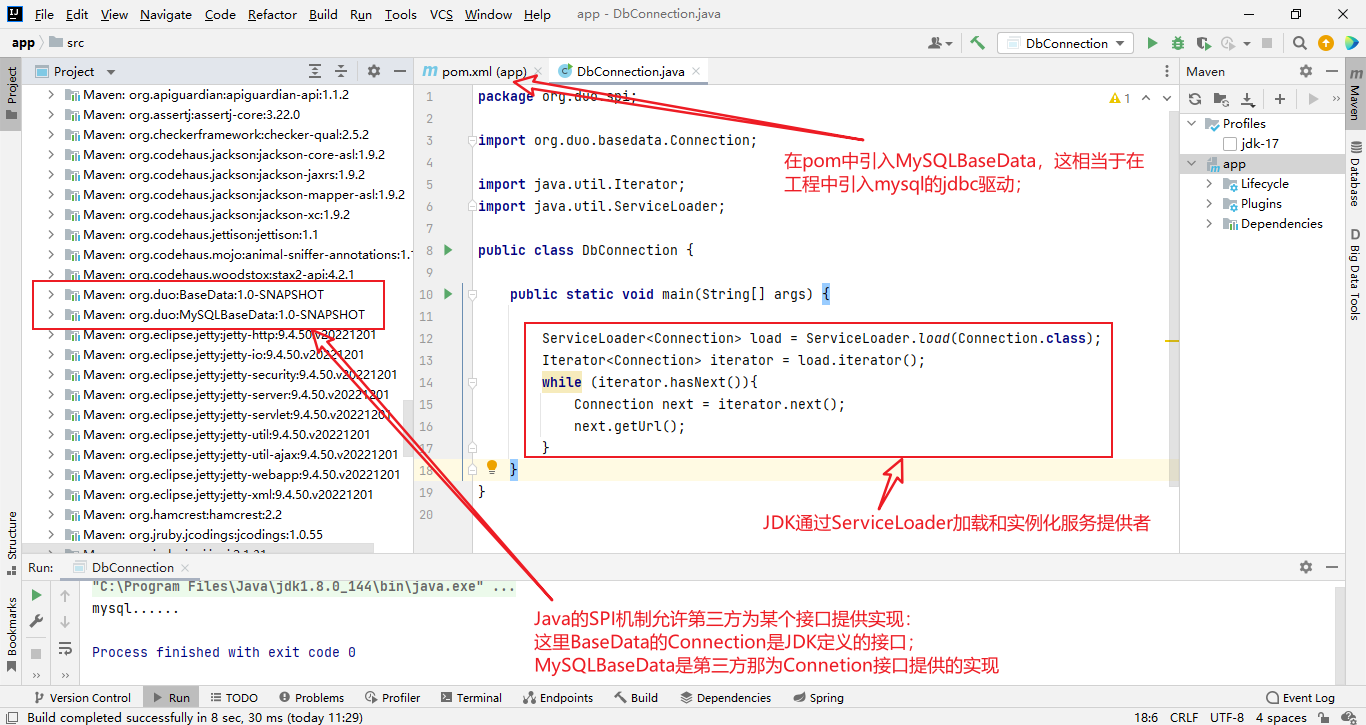 File Edit View Navigate Code Refactor Build Run Tools VCS Window Help app - DbConnection.java
app src
DbConnection
Project
Project
pom.xml (app)
DbConnection.java
Maven
Maven: org.apiguardian:apiguardian-api:1.1.2
Maven: org.assertj:assertj-core:3.22.0
Maven: org.checkerframework:checker-qual:2.5.2
Maven: org.codehaus.jackson:jackson-core-asl:1.9.2
Maven: org.codehaus.jackson:jackson-jaxrs:1.9.2
Maven: org.codehaus.jackson:jackson-mapper-asl:1.9.2
Maven: org.codehaus.jackson:jackson-xc:1.9.2
Maven: org.codehaus.jettison:jettison:1.1
Maven: org.codehaus.mojo:animal-sniffer-annotations:1.
Maven: org.codehaus.woodstox:stax2-api:4.2.1
Maven: org.duo:BaseData:1.0-SNAPSHOT
Maven: org.duo:MySQLBaseData:1.0-SNAPSHOT
Maven: org.eclipse.jetty:jetty-http:9.4.50.v20221201
Maven: org.eclipse.jetty:jetty-io:9.4.50.v20221201
Maven: org.eclipse.jetty:jetty-security:9.4.50.v20221201
Maven: org.eclipse.jetty:jetty-server:9.4.50.v20221201
Maven: org.eclipse.jetty:jetty-servlet:9.4.50.v20221201
Maven: org.eclipse.jetty:jetty-util:9.4.50.v20221201
Maven: org.eclipse.jetty:jetty-util-ajax:9.4.50.v20221201
Maven: org.eclipse.jetty:jetty-webapp:9.4.50.v20221201
Maven: org.eclipse.jetty:jetty-xml:9.4.50.v20221201
Maven: org.hamcrest:hamcrest:2.2
Maven: org.jruby.jcodings:jcodings:1.0.55
1 package org.duo.spi;
2
3 import org.duo.basedata.Connection;
4
5 import java.util.Iterator;
6 import java.util.ServiceLoader;
7
8 public class DbConnection {
9
10 public static void main(String[] args) {
11
12 ServiceLoader<Connection> load = ServiceLoader.load(Connection.class);
13 Iterator<Connection> iterator = load.iterator();
14 while (iterator.hasNext()){
15 Connection next = iterator.next();
16 next.getUrl();
17 }
18 }
19 }
20
1
在pom中引入MySQLBaseData，这相当于在
工程中引入mysql的jdbc驱动；
JDK通过ServiceLoader加载和实例化服务提供者
Profiles
jdk-17
app
Lifecycle
Plugins
Dependencies
Maven
Database
Big Data Tools
Structure
Bookmarks
Run: DbConnection
"C:\Program Files\Java\jdk1.8.0_144\bin\java.exe" ...
mysql......
Process finished with exit code 0
Java的SPI机制允许第三方为某个接口提供实现：
这里BaseData的Connection是JDK定义的接口；
MySQLBaseData是第三方那为Connetion接口提供的实现
Version Control Run TODO Problems Profiler Terminal Endpoints Build Dependencies Spring Event Log
Build completed successfully in 8 sec, 30 ms (today 11:29) 18:6 CRLF UTF-8 4 spaces